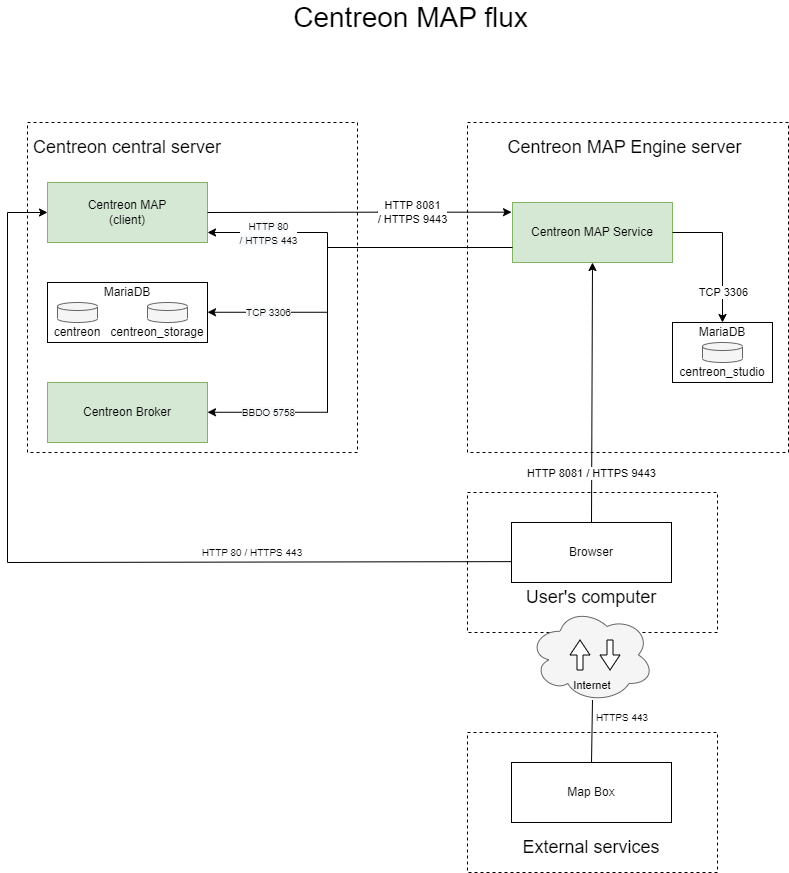 Centreon MAP flux
Centreon central server
Centreon MAP
(client)
HTTP 80
/ HTTPS 443
MariaDB
centreon
centreon_storage
TCP 3306
Centreon Broker
BBDO 5758
HTTP 8081
/ HTTPS 9443
Centreon MAP Engine server
Centreon MAP Service
TCP 3306
MariaDB
centreon_studio
HTTP 8081 / HTTPS 9443
HTTP 80 / HTTPS 443
Browser
User's computer
Internet
HTTPS 443
Map Box
External services